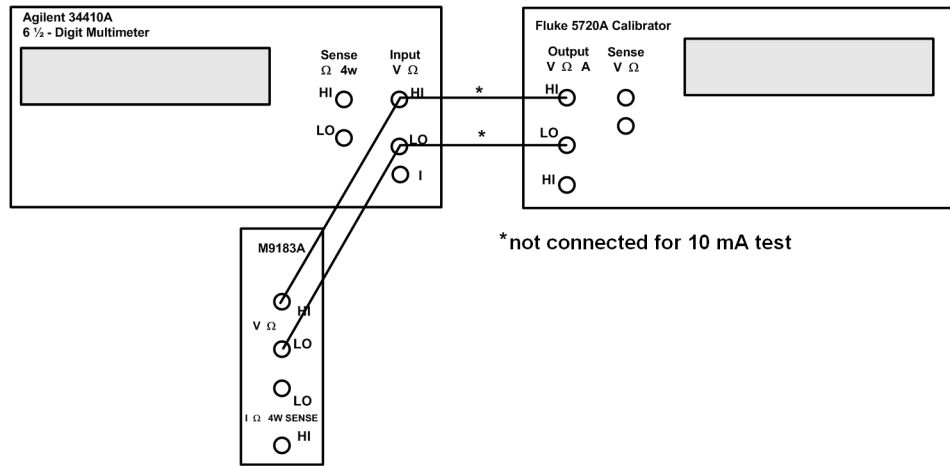 Agilent 34410A
6 ½ - Digit Multimeter
Sense
Ω 4w
Input
V Ω
HI
HI
LO
LO
I
Fluke 5720A Calibrator
Output
V Ω A
Sense
V Ω
HI
LO
HI
*
*
*not connected for 10 mA test
M9183A
HI
V Ω
LO
LO
I Ω 4W SENSE
HI